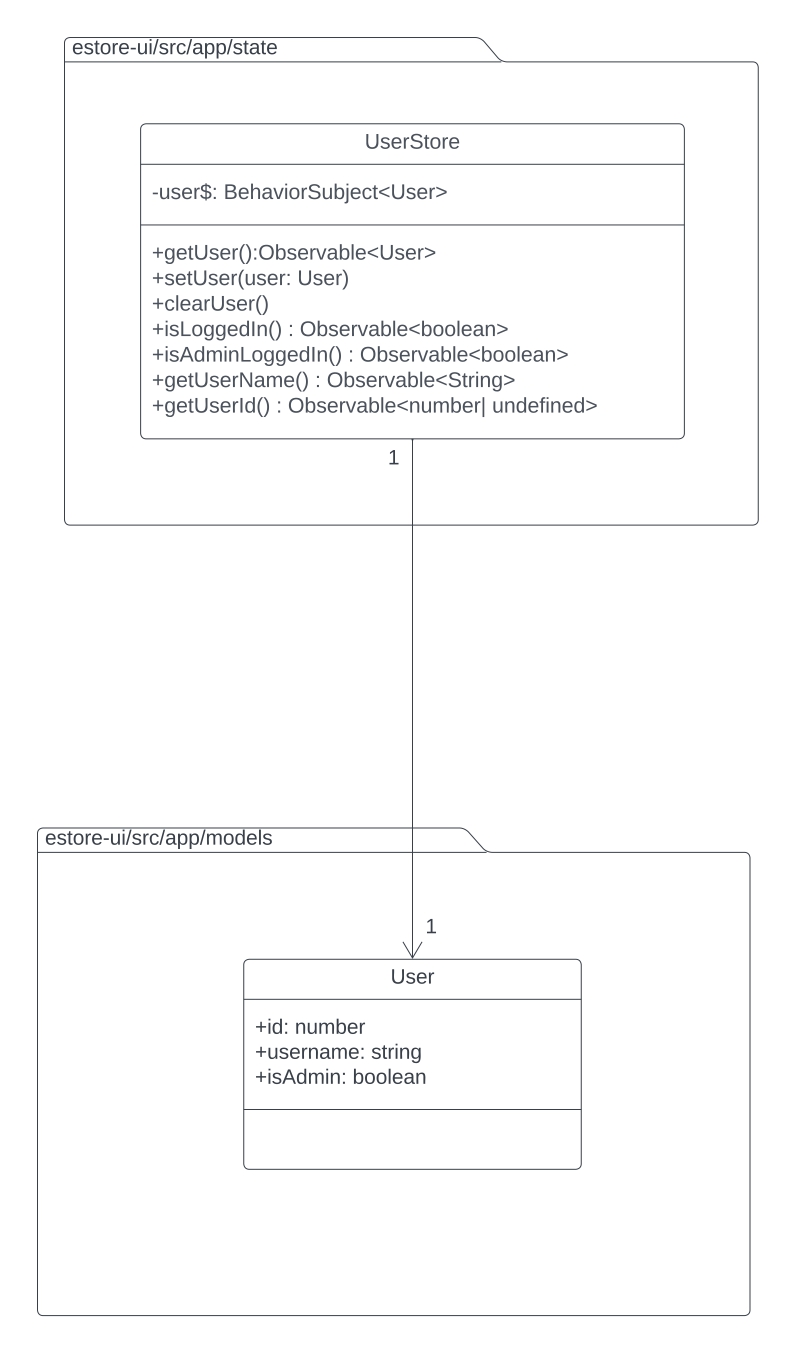 estore-ui/src/app/state
UserStore
-user$: BehaviorSubject<User>
+getUser():Observable<User>
+setUser(user: User)
+clearUser()
+isLoggedIn() : Observable<boolean>
+isAdminLoggedIn() : Observable<boolean>
+getUserName() : Observable<String>
+getUserId() : Observable<number| undefined>
1
estore-ui/src/app/models
1
User
+id: number
+username: string
+isAdmin: boolean